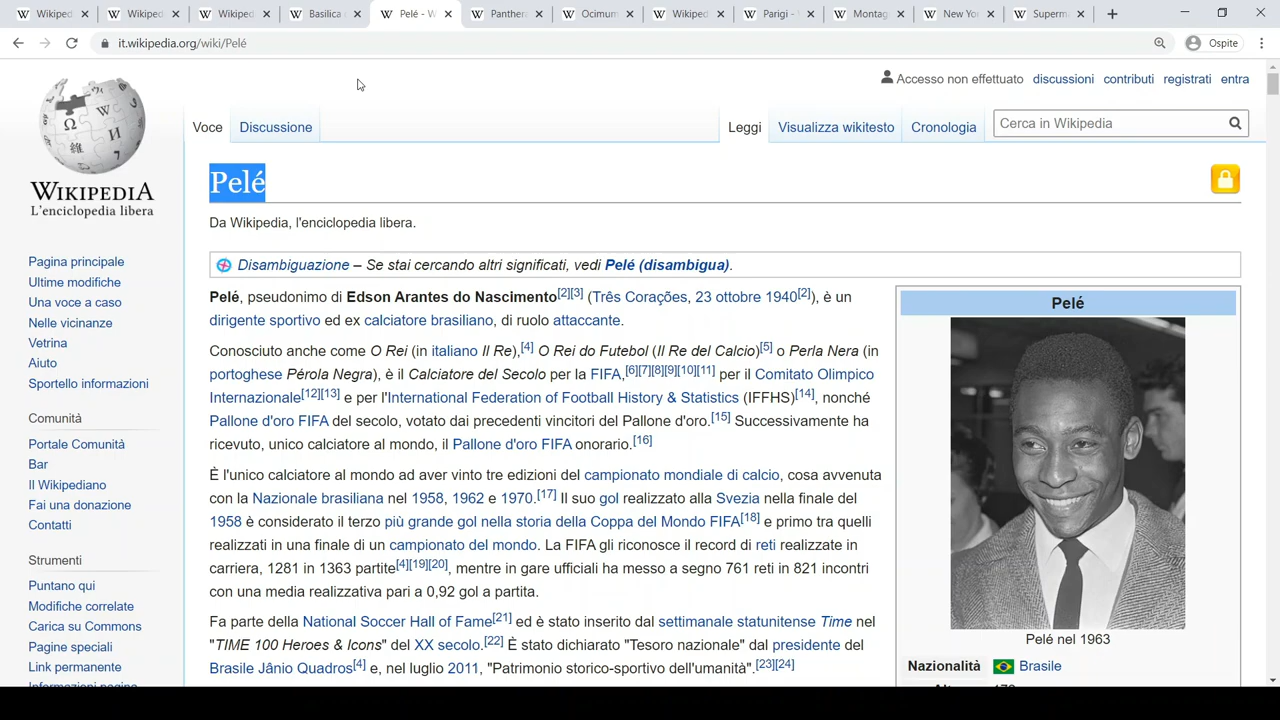 Wikiped
Wikiped
Wikiped
Basilica
Pelé - W
Panthera
Ocimum
Wikiped
Parigi -
Montag
New Yo
Superma
it.wikipedia.org/wiki/Pelé
Ospite
Accesso non effettuato discussioni contributi registrati entra
Voce Discussione Leggi Visualizza wikitesto Cronologia Cerca in Wikipedia
WIKIPEDIA
L'enciclopedia libera
Pagina principale
Ultime modifiche
Una voce a caso
Nelle vicinanze
Vetrina
Aiuto
Sportello informazioni
Comunità
Portale Comunità
Bar
Il Wikipediano
Fai una donazione
Contatti
Strumenti
Puntano qui
Modifiche correlate
Carica su Commons
Pagine speciali
Link permanente
Informazioni pagina
Pelé
Da Wikipedia, l'enciclopedia libera.
Disambiguazione – Se stai cercando altri significati, vedi Pelé (disambigua).
Pelé, pseudonimo di Edson Arantes do Nascimento[2][3] (Três Corações, 23 ottobre 1940[2]), è un
dirigente sportivo ed ex calciatore brasiliano, di ruolo attaccante.
Conosciuto anche come O Rei (in italiano Il Re),[4] O Rei do Futebol (Il Re del Calcio)[5] o Perla Nera (in
portoghese Pérola Negra), è il Calciatore del Secolo per la FIFA,[6][7][8][9][10][11] per il Comitato Olimpico
Internazionale[12][13] e per l'International Federation of Football History & Statistics (IFFHS)[14], nonché
Pallone d'oro FIFA del secolo, votato dai precedenti vincitori del Pallone d'oro.[15] Successivamente ha
ricevuto, unico calciatore al mondo, il Pallone d'oro FIFA onorario.[16]
È l'unico calciatore al mondo ad aver vinto tre edizioni del campionato mondiale di calcio, cosa avvenuta
con la Nazionale brasiliana nel 1958, 1962 e 1970.[17] Il suo gol realizzato alla Svezia nella finale del
1958 è considerato il terzo più grande gol nella storia della Coppa del Mondo FIFA[18] e primo tra quelli
realizzati in una finale di un campionato del mondo. La FIFA gli riconosce il record di reti realizzate in
carriera, 1281 in 1363 partite[4][19][20], mentre in gare ufficiali ha messo a segno 761 reti in 821 incontri
con una media realizzativa pari a 0,92 gol a partita.
Fa parte della National Soccer Hall of Fame[21] ed è stato inserito dal settimanale statunitense Time nel
"TIME 100 Heroes & Icons" del XX secolo.[22] È stato dichiarato "Tesoro nazionale" dal presidente del
Brasile Jânio Quadros[4] e, nel luglio 2011, "Patrimonio storico-sportivo dell'umanità".[23][24]
Pelé
Pelé nel 1963
Nazionalità Brasile